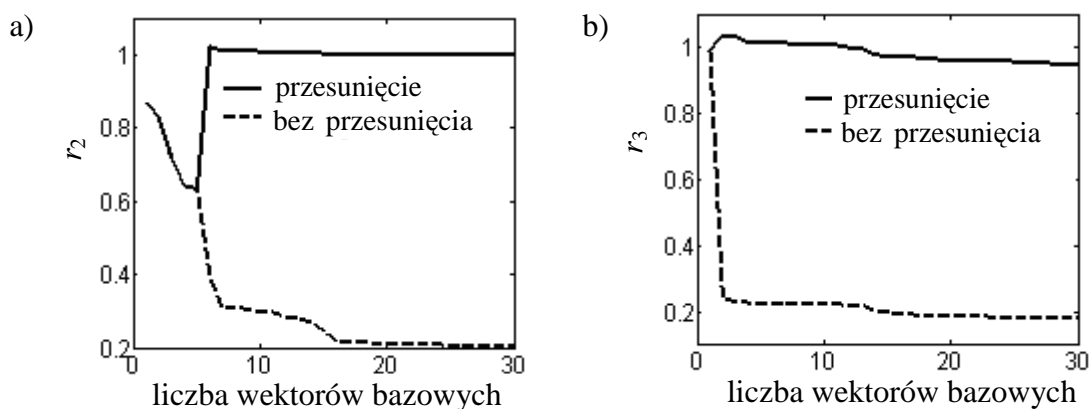 a)
1
0.8
0.6
0.4
0.2
r2
przesunięcie
bez przesunięcia
0
10
20
30
liczba wektorów bazowych
b)
1
0.8
0.6
0.4
0.2
r3
przesunięcie
bez przesunięcia
0
10
20
30
liczba wektorów bazowych